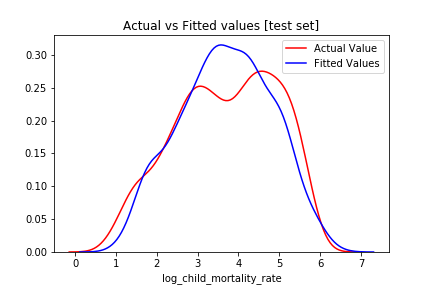 Actual vs Fitted values [test set]
Actual Value
Fitted Values
0.30
0.25
0.20
0.15
0.10
0.05
0.00
0 1 2 3 4 5 6 7
log_child_mortality_rate